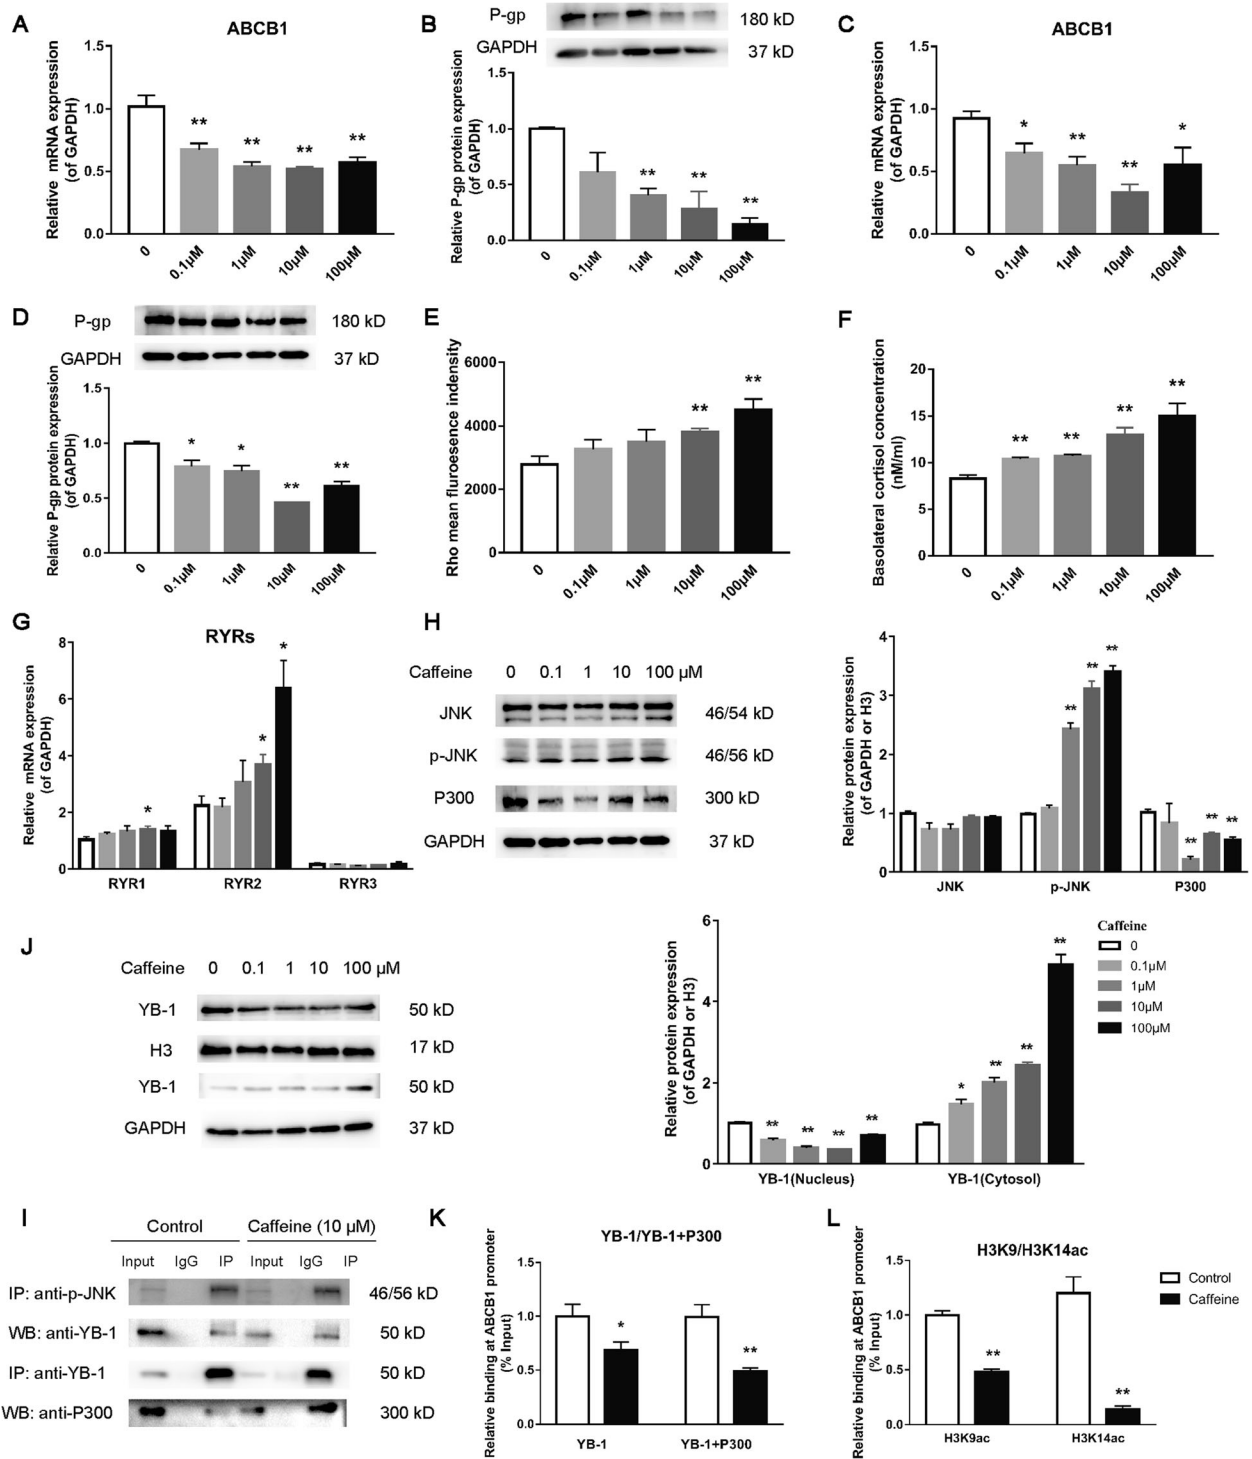 A
ABCB1
Relative mRNA expression
(of GAPDH)
1.5
1.0
0.5
0.0
**
**
**
**
0
0.1µM
1µM
10µM
100µM
B
P-gp
180 kD
GAPDH
37 kD
Relative P-gp protein expression
(of GAPDH)
1.5
1.0
0.5
0.0
**
**
**
0
0.1µM
1µM
10µM
100µM
C
ABCB1
Relative mRNA expression
(of GAPDH)
1.5
1.0
0.5
0.0
*
**
**
*
0
0.1µM
1µM
10µM
100µM
D
P-gp
180 kD
GAPDH
37 kD
Relative P-gp protein expression
(of GAPDH)
1.5
1.0
0.5
0.0
*
*
**
**
0
0.1µM
1µM
10µM
100µM
E
Rho mean fluroesence indensity
6000
4000
2000
0
**
**
0
0.1µM
1µM
10µM
100µM
F
Basolateral cortisol concentration
(nM/ml)
20
15
10
5
0
**
**
**
**
0
0.1µM
1µM
10µM
100µM
G
RYRs
Relative mRNA expression
(of GAPDH)
8
6
4
2
0
*
*
*
RYR1
RYR2
RYR3
H
Caffeine 0 0.1 1 10 100 µM
JNK 46/54 kD
p-JNK 46/56 kD
P300 300 kD
GAPDH 37 kD
Relative protein expression
(of GAPDH or H3)
4
3
2
1
0
**
**
**
**
**
**
JNK
p-JNK
P300
J
Caffeine 0 0.1 1 10 100 µM
YB-1 50 kD
H3 17 kD
YB-1 50 kD
GAPDH 37 kD
Relative protein expression
(of GAPDH or H3)
6
4
2
0
**
**
**
**
*
**
**
**
YB-1(Nucleus)
YB-1(Cytosol)
Caffeine
0
0.1µM
1µM
10µM
100µM
I
Control Caffeine (10 µM)
Input IgG IP Input IgG IP
IP: anti-p-JNK 46/56 kD
WB: anti-YB-1 50 kD
IP: anti-YB-1 50 kD
WB: anti-P300 300 kD
K
YB-1/YB-1+P300
Relative binding at ABCB1 promoter
(% Input)
1.5
1.0
0.5
0.0
*
**
YB-1
YB-1+P300
L
H3K9/H3K14ac
Relative binding at ABCB1 promoter
(% Input)
1.5
1.0
0.5
0.0
**
**
H3K9ac
H3K14ac
Control
Caffeine